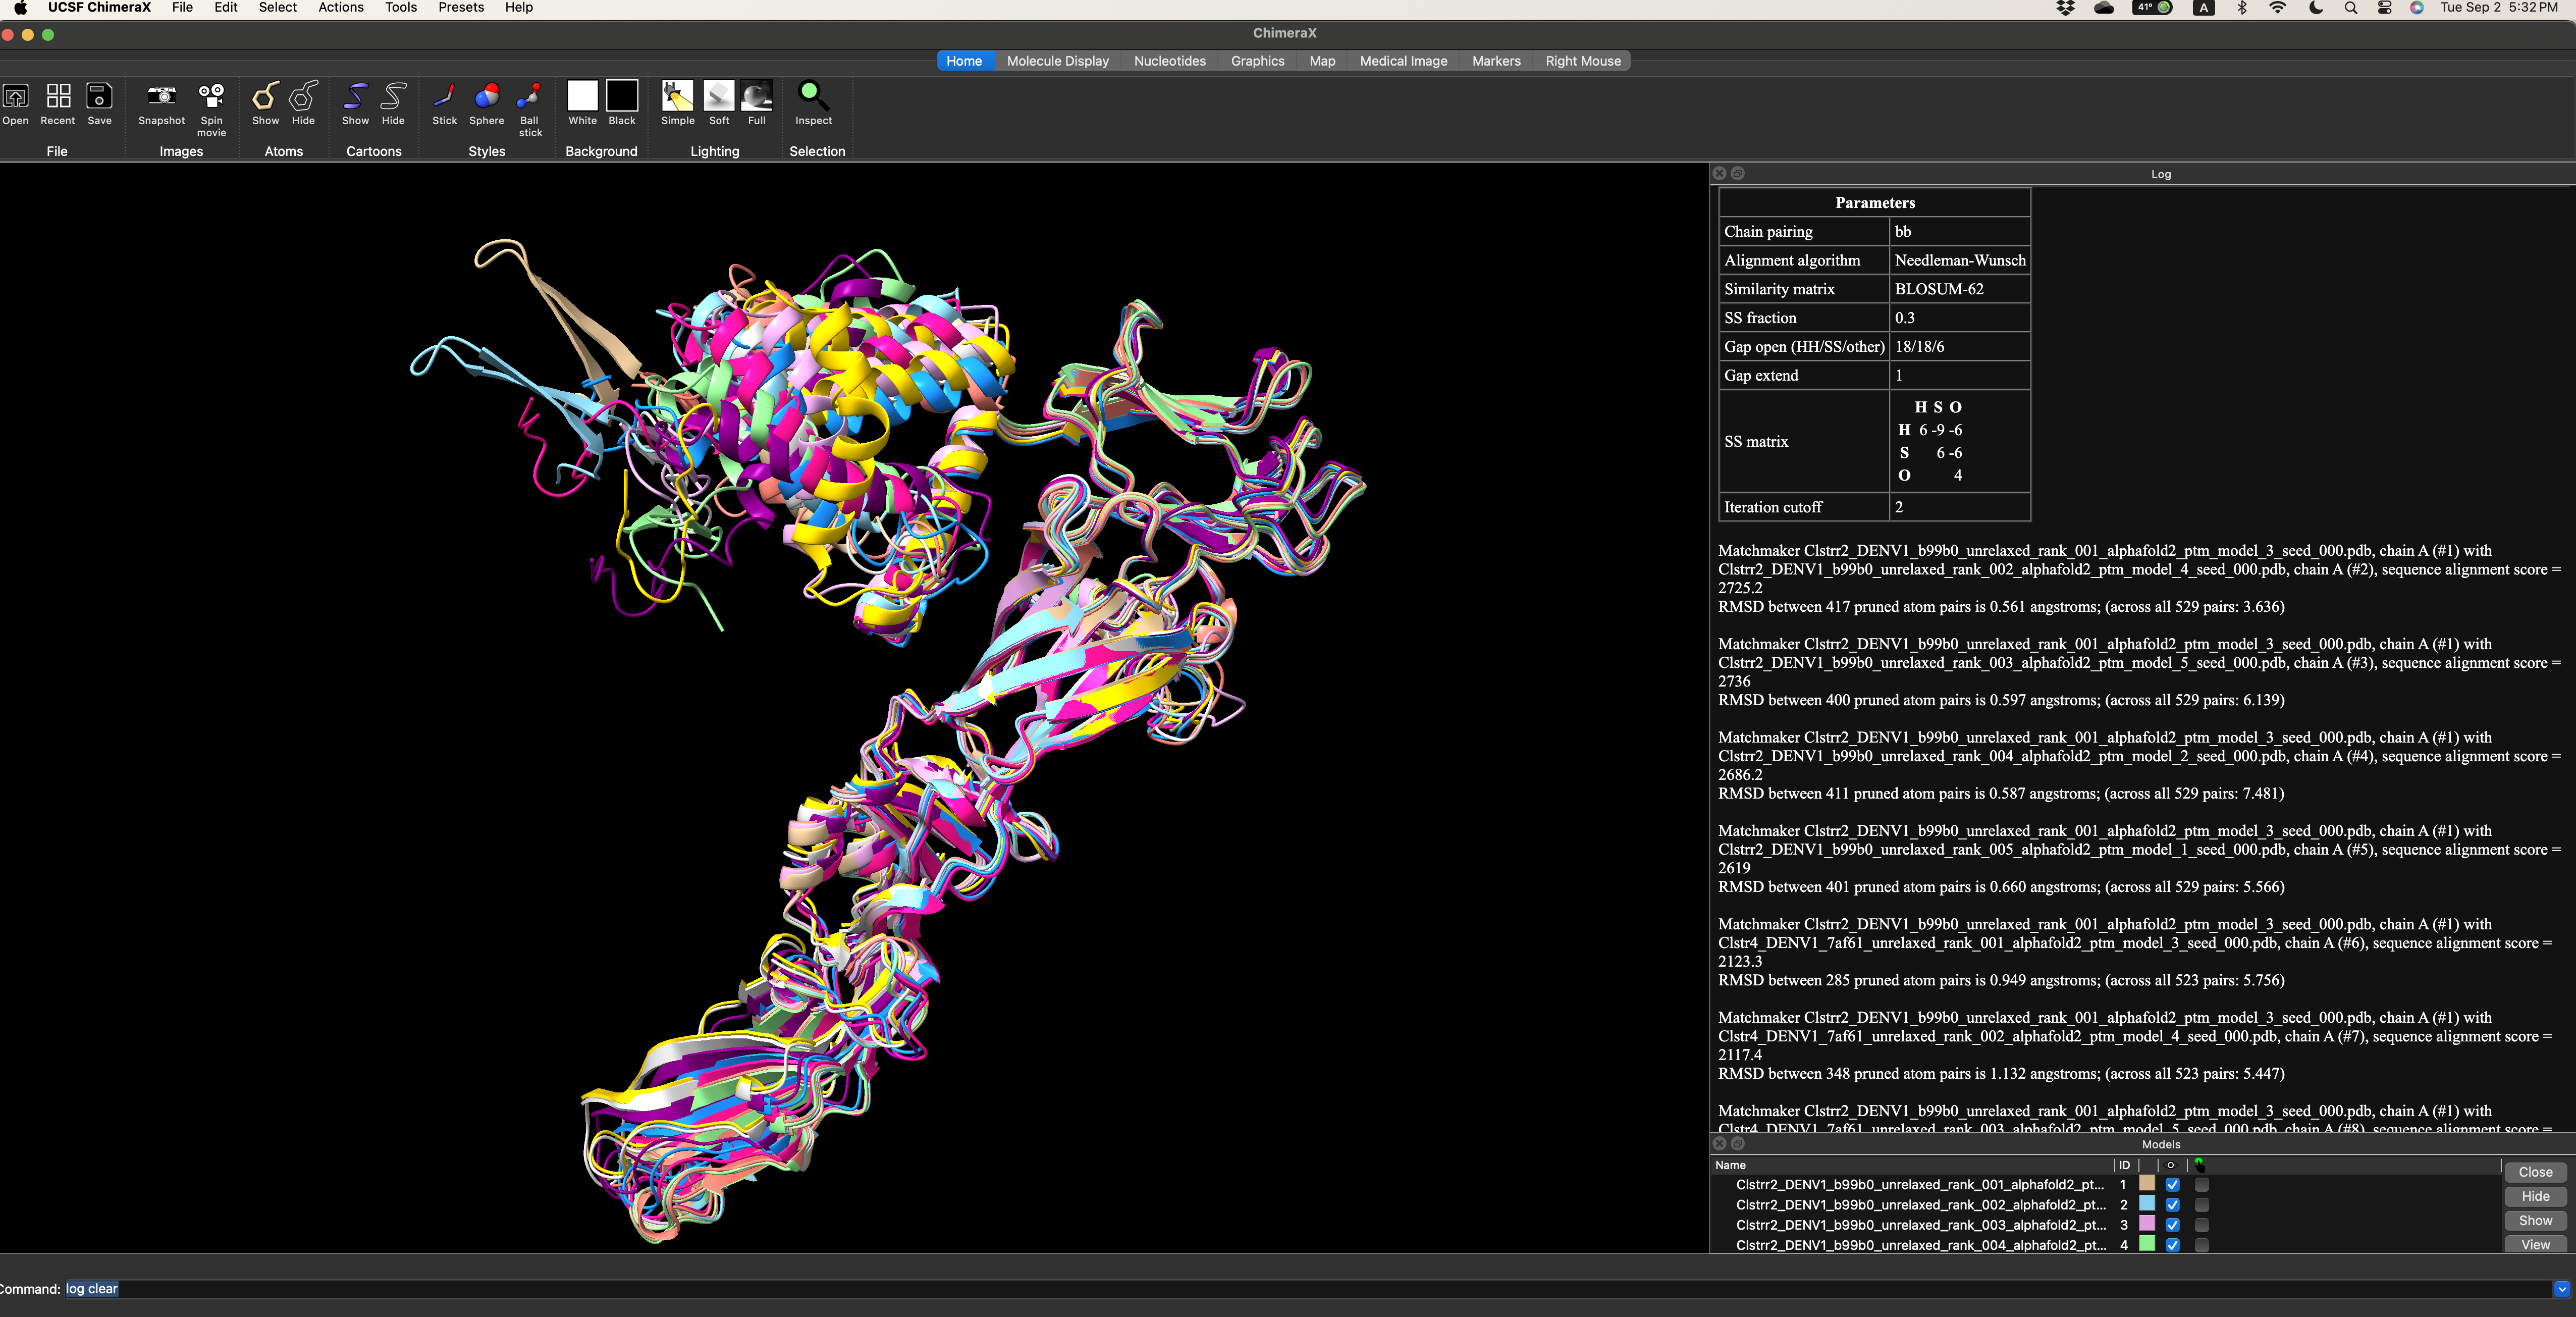 UCSF ChimeraX File Edit Select Actions Tools Presets Help
41° A Tue Sep 2 5:32 PM
ChimeraX
Home Molecule Display Nucleotides Graphics Map Medical Image Markers Right Mouse
Open Recent Save Snapshot Spin movie Show Hide Show Hide Stick Sphere Ball stick White Black Simple Soft Full Inspect
File Images Atoms Cartoons Styles Background Lighting Selection
Log
Parameters
Chain pairing bb
Alignment algorithm Needleman-Wunsch
Similarity matrix BLOSUM-62
SS fraction 0.3
Gap open (HH/SS/other) 18/18/6
Gap extend 1
SS matrix
H S O
H 6 -9 -6
S 6 -6
O 4
Iteration cutoff 2
Matchmaker Clstrr2_DENV1_b99b0_unrelaxed_rank_001_alphafold2_ptm_model_3_seed_000.pdb, chain A (#1) with
Clstrr2_DENV1_b99b0_unrelaxed_rank_002_alphafold2_ptm_model_4_seed_000.pdb, chain A (#2), sequence alignment score =
2725.2
RMSD between 417 pruned atom pairs is 0.561 angstroms; (across all 529 pairs: 3.636)
Matchmaker Clstrr2_DENV1_b99b0_unrelaxed_rank_001_alphafold2_ptm_model_3_seed_000.pdb, chain A (#1) with
Clstrr2_DENV1_b99b0_unrelaxed_rank_003_alphafold2_ptm_model_5_seed_000.pdb, chain A (#3), sequence alignment score =
2736
RMSD between 400 pruned atom pairs is 0.597 angstroms; (across all 529 pairs: 6.139)
Matchmaker Clstrr2_DENV1_b99b0_unrelaxed_rank_001_alphafold2_ptm_model_3_seed_000.pdb, chain A (#1) with
Clstrr2_DENV1_b99b0_unrelaxed_rank_004_alphafold2_ptm_model_2_seed_000.pdb, chain A (#4), sequence alignment score =
2686.2
RMSD between 411 pruned atom pairs is 0.587 angstroms; (across all 529 pairs: 7.481)
Matchmaker Clstrr2_DENV1_b99b0_unrelaxed_rank_001_alphafold2_ptm_model_3_seed_000.pdb, chain A (#1) with
Clstrr2_DENV1_b99b0_unrelaxed_rank_005_alphafold2_ptm_model_1_seed_000.pdb, chain A (#5), sequence alignment score =
2619
RMSD between 401 pruned atom pairs is 0.660 angstroms; (across all 529 pairs: 5.566)
Matchmaker Clstrr2_DENV1_b99b0_unrelaxed_rank_001_alphafold2_ptm_model_3_seed_000.pdb, chain A (#1) with
Clstr4_DENV1_7af61_unrelaxed_rank_001_alphafold2_ptm_model_3_seed_000.pdb, chain A (#6), sequence alignment score =
2123.3
RMSD between 285 pruned atom pairs is 0.949 angstroms; (across all 523 pairs: 5.756)
Matchmaker Clstrr2_DENV1_b99b0_unrelaxed_rank_001_alphafold2_ptm_model_3_seed_000.pdb, chain A (#1) with
Clstr4_DENV1_7af61_unrelaxed_rank_002_alphafold2_ptm_model_4_seed_000.pdb, chain A (#7), sequence alignment score =
2117.4
RMSD between 348 pruned atom pairs is 1.132 angstroms; (across all 523 pairs: 5.447)
Matchmaker Clstrr2_DENV1_b99b0_unrelaxed_rank_001_alphafold2_ptm_model_3_seed_000.pdb, chain A (#1) with
Clstr4_DENV1_7af61_unrelaxed_rank_003_alphafold2_ptm_model_5_seed_000.pdb, chain A (#8), sequence alignment score =
Models
Name ID
Clstrr2_DENV1_b99b0_unrelaxed_rank_001_alphafold2_pt... 1
Clstrr2_DENV1_b99b0_unrelaxed_rank_002_alphafold2_pt... 2
Clstrr2_DENV1_b99b0_unrelaxed_rank_003_alphafold2_pt... 3
Clstrr2_DENV1_b99b0_unrelaxed_rank_004_alphafold2_pt... 4
Close
Hide
Show
View
Command: log clear